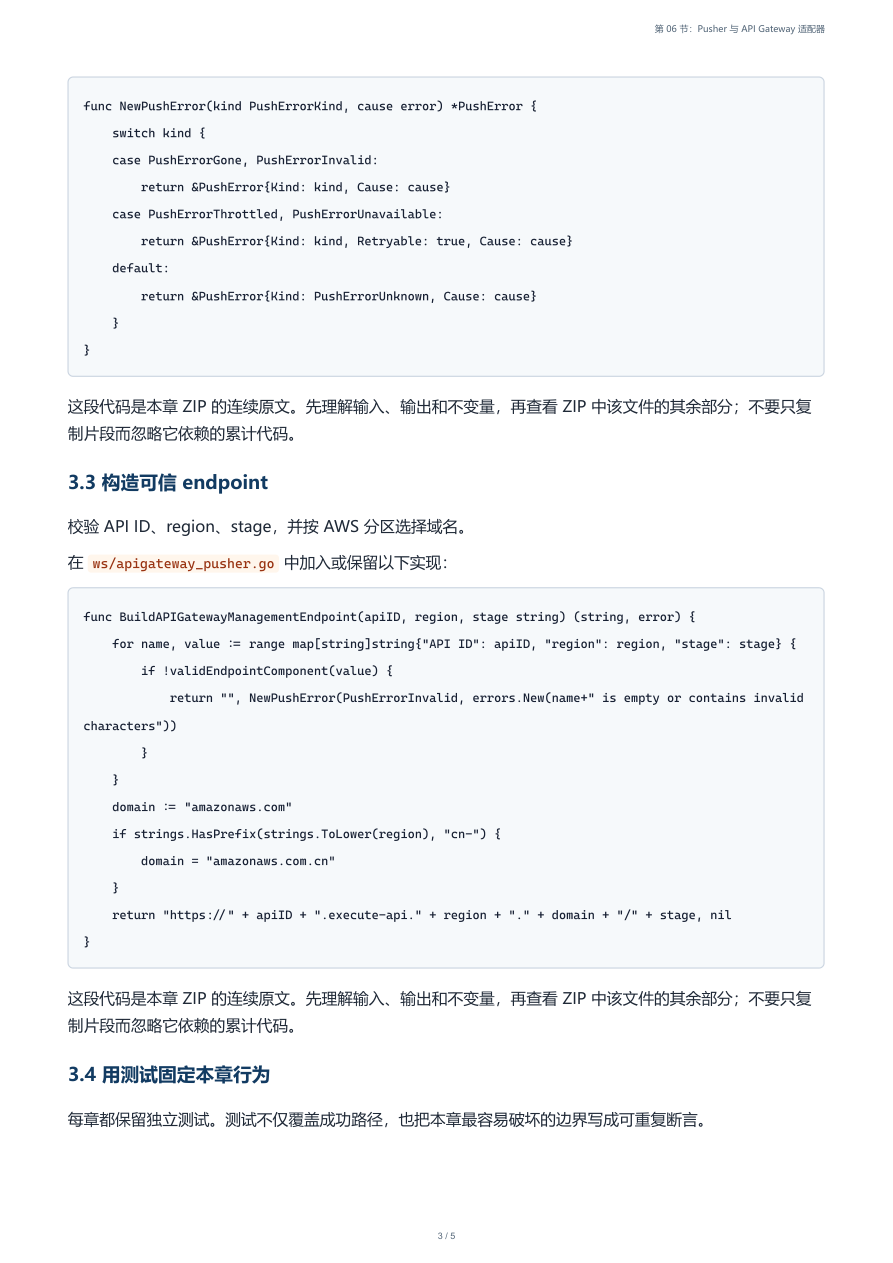 第 06 节：Pusher 与 API Gateway 适配器
func NewPushError(kind PushErrorKind, cause error) *PushError {
    switch kind {
    case PushErrorGone, PushErrorInvalid:
        return &PushError{Kind: kind, Cause: cause}
    case PushErrorThrottled, PushErrorUnavailable:
        return &PushError{Kind: kind, Retryable: true, Cause: cause}
    default:
        return &PushError{Kind: PushErrorUnknown, Cause: cause}
    }
}
这段代码是本章 ZIP 的连续原文。先理解输入、输出和不变量，再查看 ZIP 中该文件的其余部分；不要只复
制片段而忽略它依赖的累计代码。
3.3 构造可信 endpoint
校验 API ID、region、stage，并按 AWS 分区选择域名。
在 ws/apigateway_pusher.go 中加入或保留以下实现：
func BuildAPIGatewayManagementEndpoint(apiID, region, stage string) (string, error) {
    for name, value := range map[string]string{"API ID": apiID, "region": region, "stage": stage} {
        if !validEndpointComponent(value) {
            return "", NewPushError(PushErrorInvalid, errors.New(name+" is empty or contains invalid
characters"))
        }
    }
    domain := "amazonaws.com"
    if strings.HasPrefix(strings.ToLower(region), "cn-") {
        domain = "amazonaws.com.cn"
    }
    return "https://" + apiID + ".execute-api." + region + "." + domain + "/" + stage, nil
}
这段代码是本章 ZIP 的连续原文。先理解输入、输出和不变量，再查看 ZIP 中该文件的其余部分；不要只复
制片段而忽略它依赖的累计代码。
3.4 用测试固定本章行为
每章都保留独立测试。测试不仅覆盖成功路径，也把本章最容易破坏的边界写成可重复断言。
3 / 5